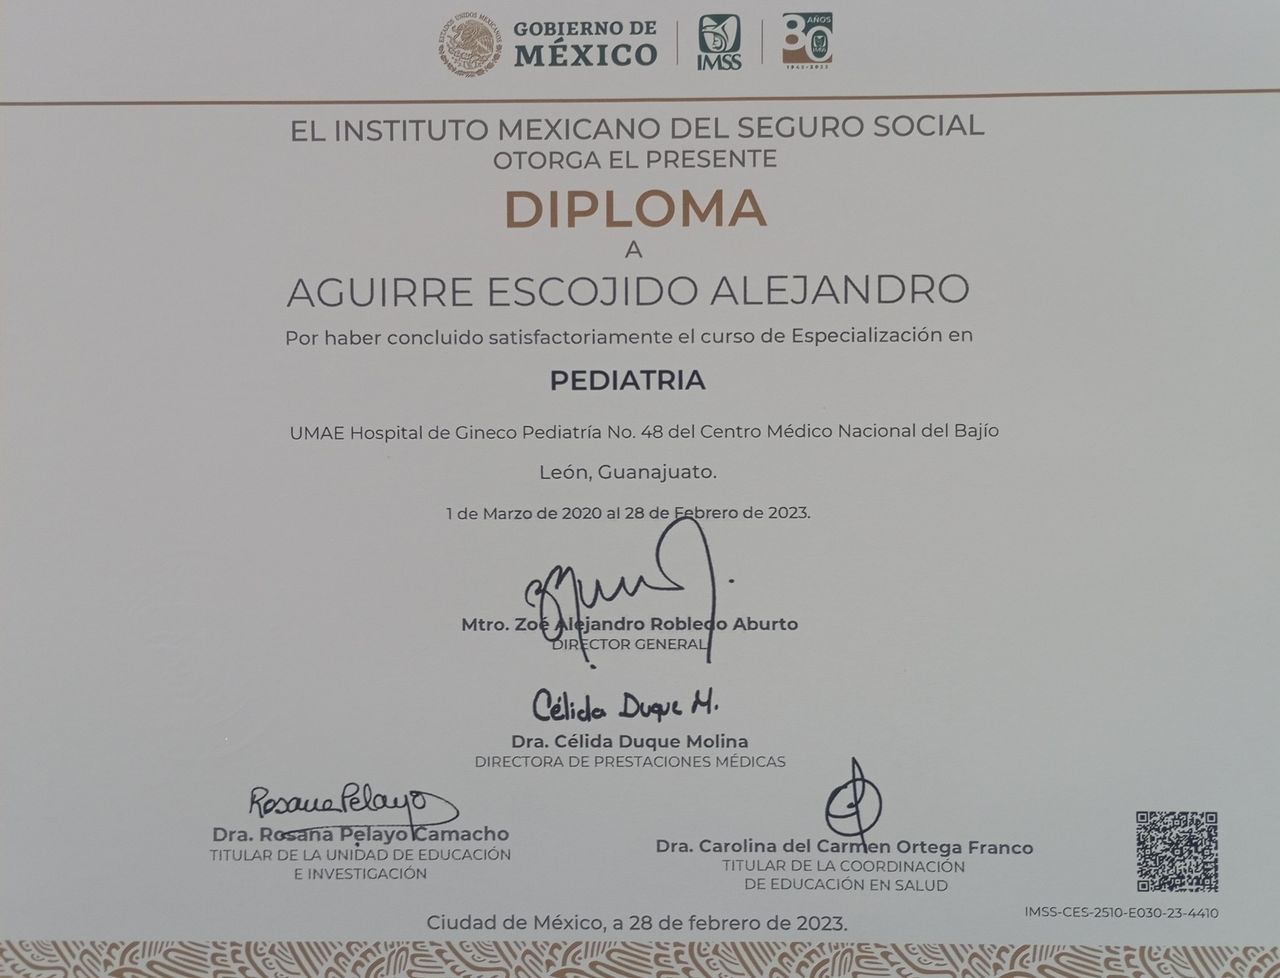 GOBIERNO DE
MÉXICO
IMSS
80 AÑOS
IMSS
1943-2023
EL INSTITUTO MEXICANO DEL SEGURO SOCIAL
OTORGA EL PRESENTE
DIPLOMA
A
AGUIRRE ESCOJIDO ALEJANDRO
Por haber concluido satisfactoriamente el curso de Especialización en
PEDIATRIA
UMAE Hospital de Gineco Pediatría No. 48 del Centro Médico Nacional del Bajío
León, Guanajuato.
1 de Marzo de 2020 al 28 de Febrero de 2023.
Mtro. Zoé Alejandro Robledo Aburto
DIRECTOR GENERAL
Célida Duque M.
Dra. Célida Duque Molina
DIRECTORA DE PRESTACIONES MÉDICAS
Rosana Pelayo
Dra. Rosana Pelayo Camacho
TITULAR DE LA UNIDAD DE EDUCACIÓN
E INVESTIGACIÓN
Dra. Carolina del Carmen Ortega Franco
TITULAR DE LA COORDINACIÓN
DE EDUCACIÓN EN SALUD
IMSS-CES-2510-E030-23-4410
Ciudad de México, a 28 de febrero de 2023.